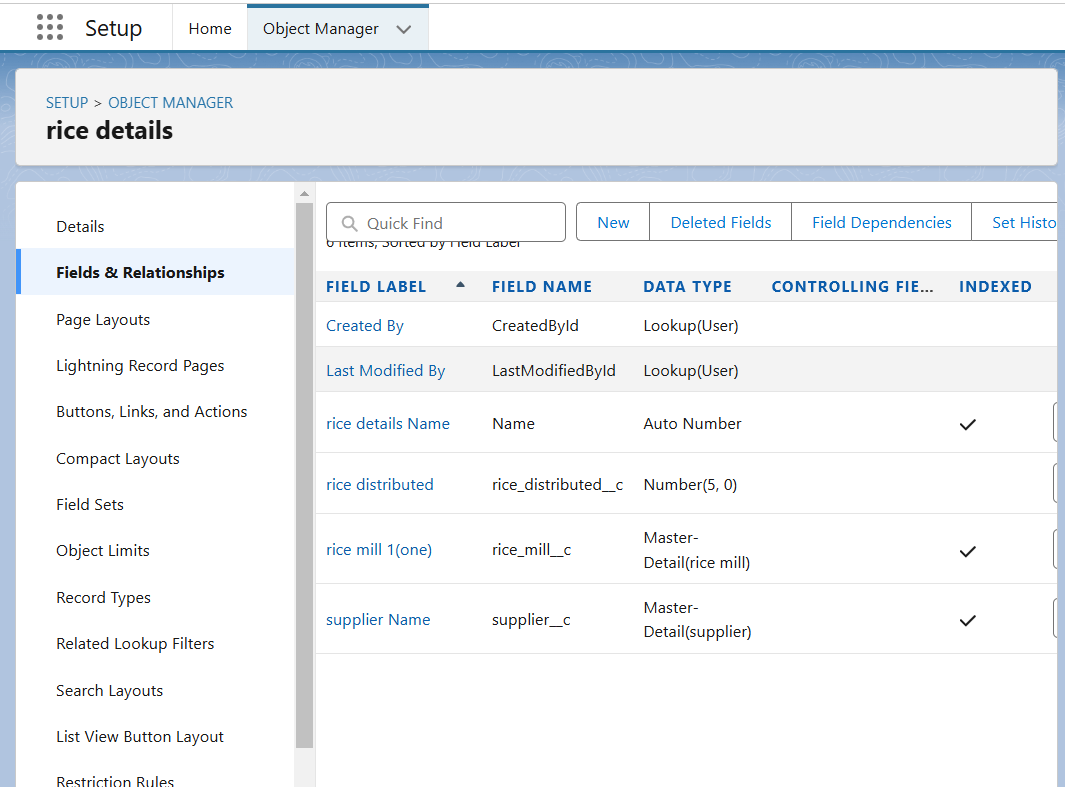 Setup
Home
Object Manager
SETUP > OBJECT MANAGER
rice details
Details
Fields & Relationships
Page Layouts
Lightning Record Pages
Buttons, Links, and Actions
Compact Layouts
Field Sets
Object Limits
Record Types
Related Lookup Filters
Search Layouts
List View Button Layout
Restriction Rules
Quick Find
New
Deleted Fields
Field Dependencies
Set Histo
6 Items, Sorted by Field Label
FIELD LABEL FIELD NAME DATA TYPE CONTROLLING FIE... INDEXED
Created By CreatedById Lookup(User)
Last Modified By LastModifiedById Lookup(User)
rice details Name Name Auto Number
rice distributed rice_distributed__c Number(5, 0)
rice mill 1(one) rice_mill__c Master-
Detail(rice mill)
supplier Name supplier__c Master-
Detail(supplier)